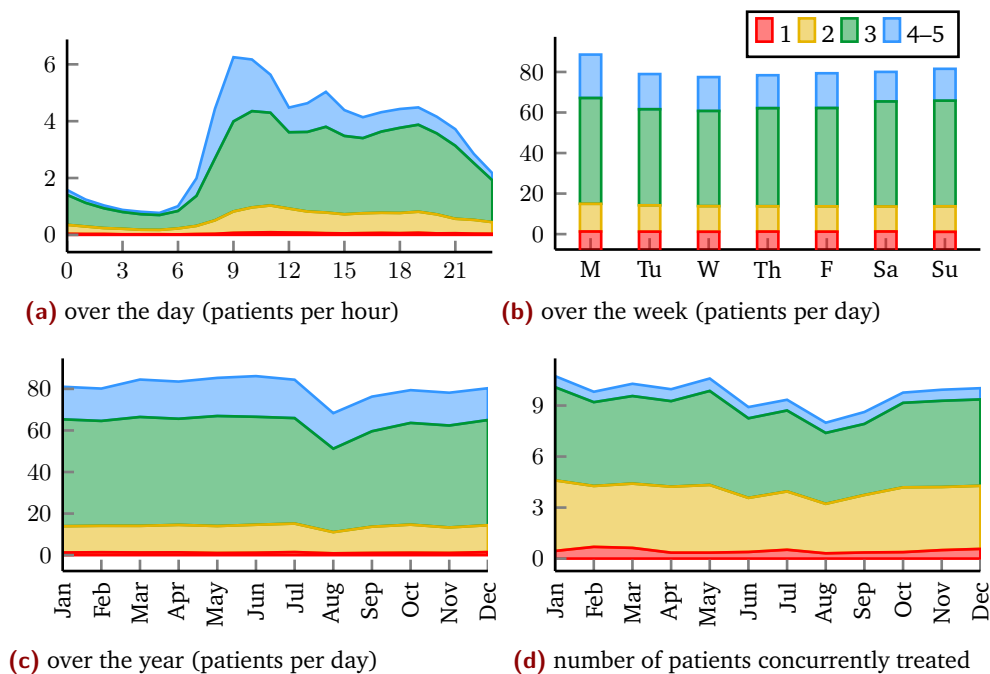 1 2 3 4–5
6
4
2
0
0 3 6 9 12 15 18 21
(a) over the day (patients per hour)
80
60
40
20
0
M Tu W Th F Sa Su
(b) over the week (patients per day)
80
60
40
20
0
Jan Feb Mar Apr May Jun Jul Aug Sep Oct Nov Dec
(c) over the year (patients per day)
9
6
3
0
Jan Feb Mar Apr May Jun Jul Aug Sep Oct Nov Dec
(d) number of patients concurrently treated